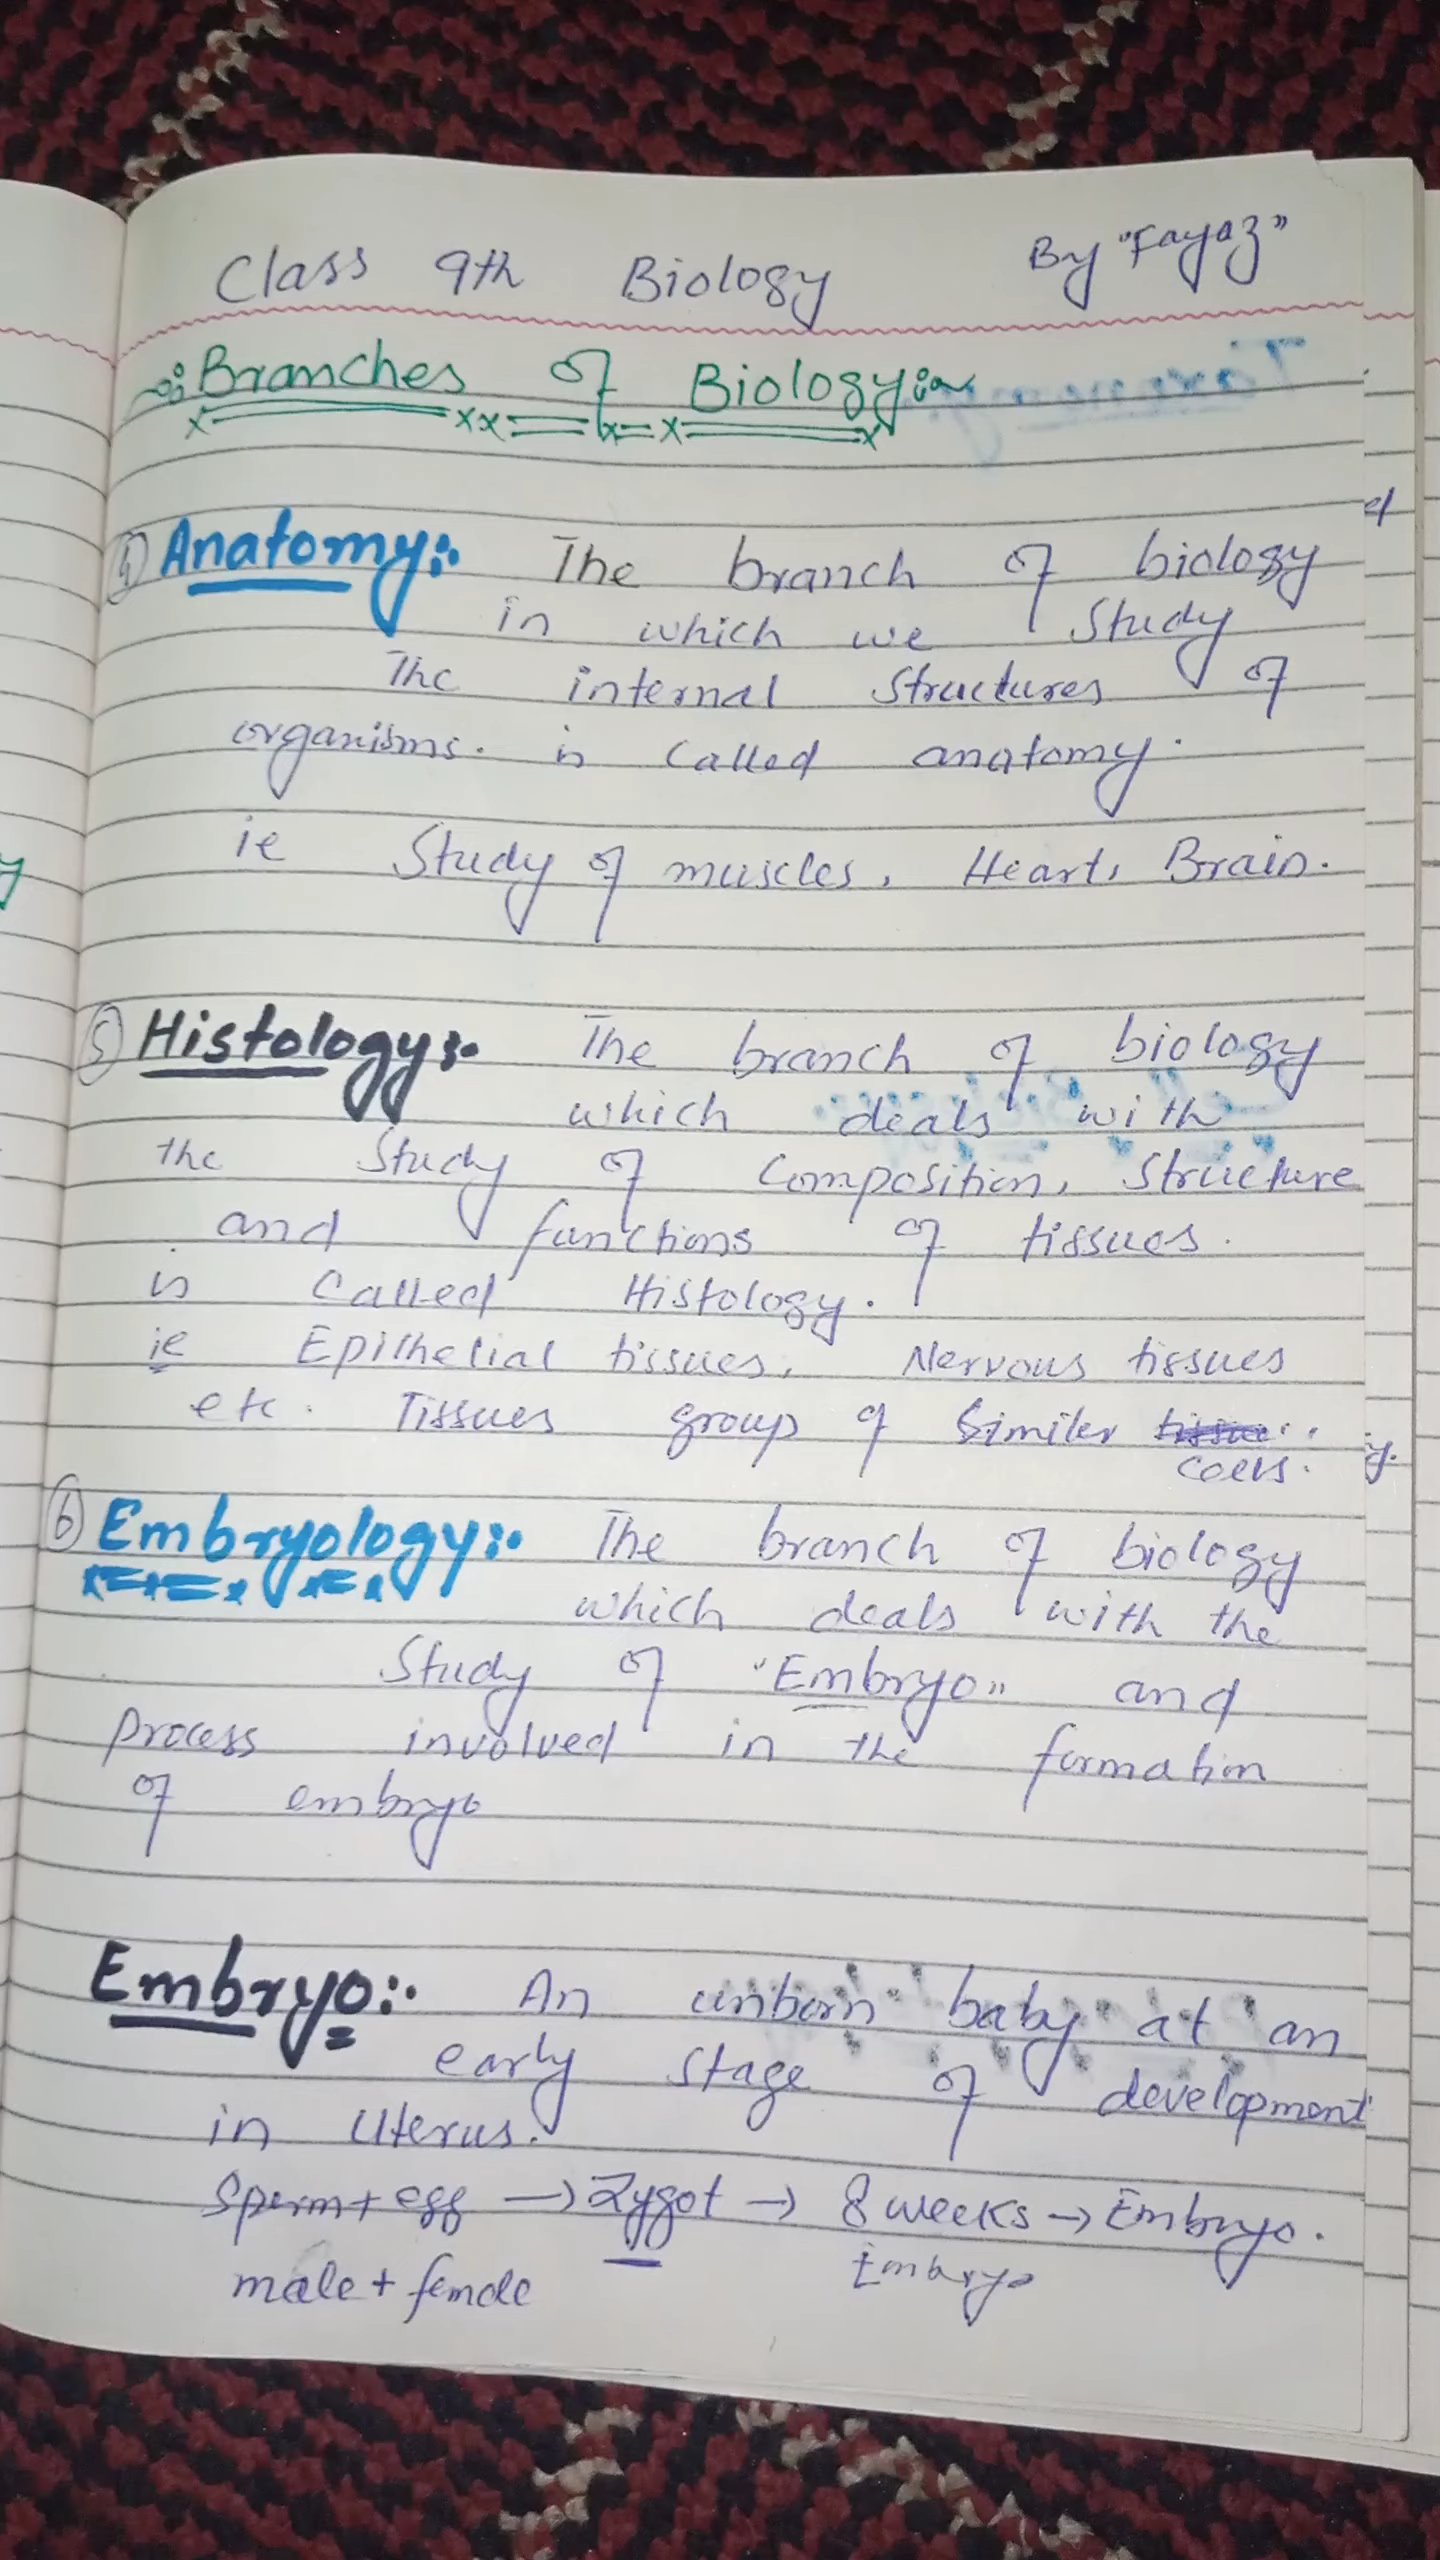 Class 9th Biology By "Fayaz"
Branches of Biology:
4) Anatomy:- The branch of biology
in which we study
The internal structures of
organisms. is called anatomy.
ie Study of muscles, Heart, Brain.
5) Histology:- The branch of biology
which deals with
the study of composition, structure
and functions of tissues.
is called Histology.
ie Epithelial tissues, Nervous tissues
etc. Tissues group of Similer tissue
cells.
6) Embryology:- The branch of biology
which deals with the
Study of "Embryo" and
process involved in the formation
of embryo
Embryo:- An unborn baby at an
early stage of development
in Uterus.
Sperm + egg → Zygot → 8 weeks → Embryo.
male + female Embryo